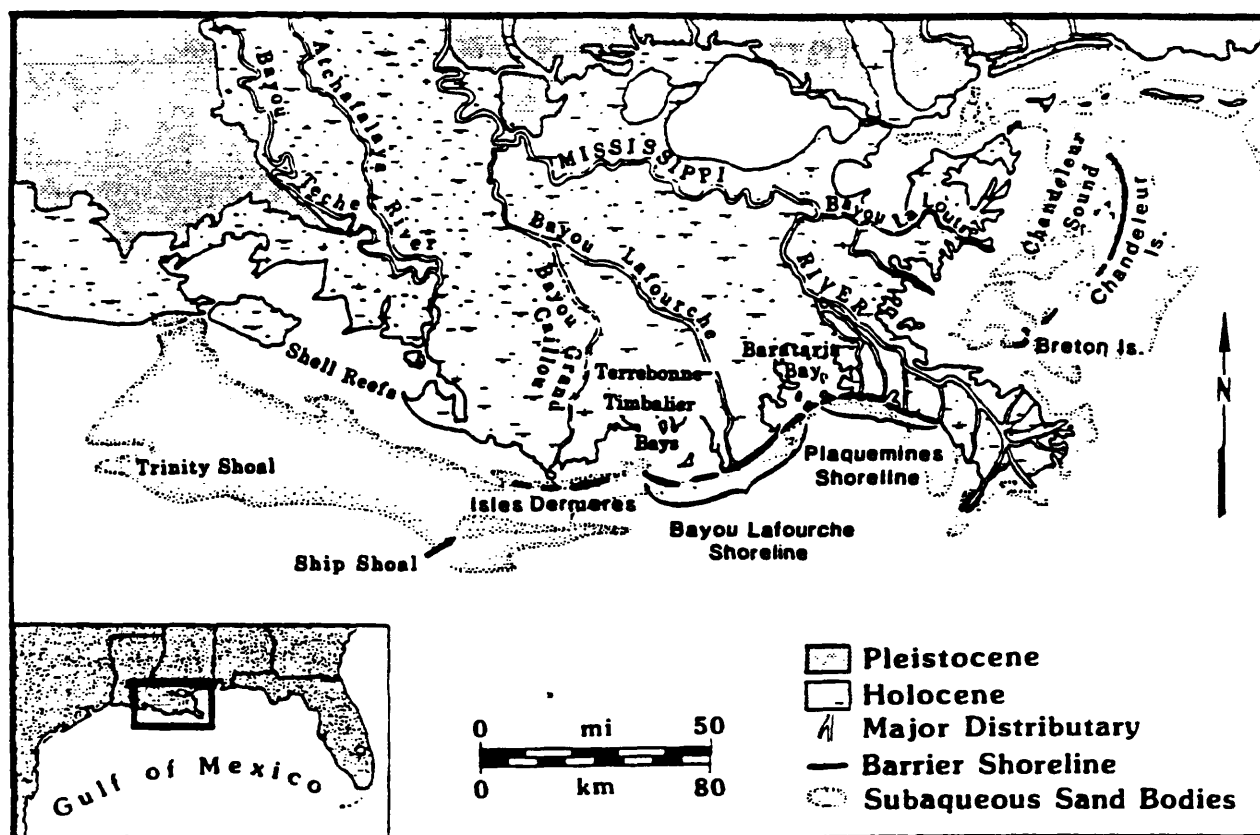 Bayou
Teche
Atchafalaya
River
MISSISSIPPI
RIVER
Bayou La Loutre
Chandeleur
Sound
Chandeleur
Is.
Breton Is.
Bayou Lafourche
Bayou Grand
Caillou
Barataria
Bay
Terrebonne
Timbalier
Bays
Shell Reefs
Trinity Shoal
Isles Dernieres
Ship Shoal
Plaquemines
Shoreline
Bayou Lafourche
Shoreline
N
Gulf of Mexico
0 mi 50
0 km 80
Pleistocene
Holocene
Major Distributary
Barrier Shoreline
Subaqueous Sand Bodies